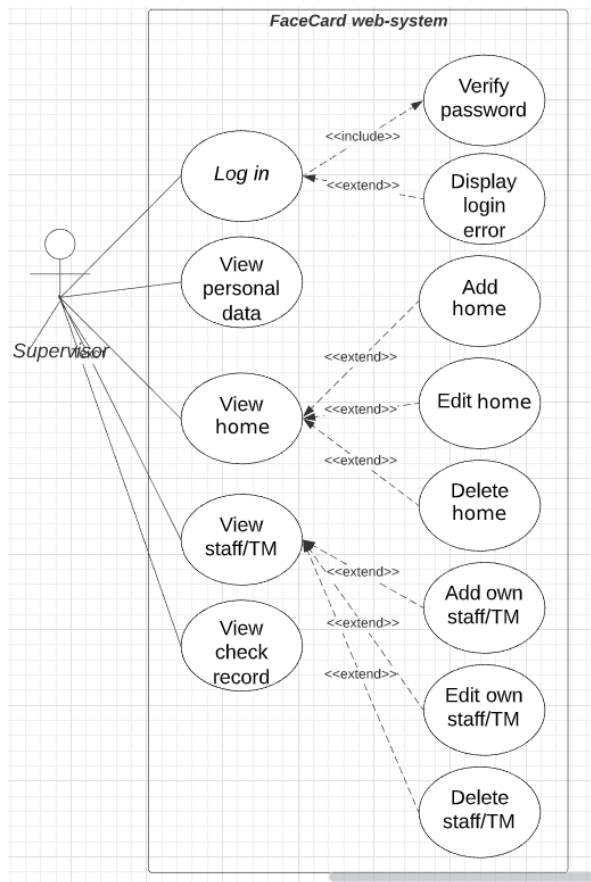 FaceCard web-system
Verify
password
<<include>>
Log in
<<extend>>
Display
login
error
View
personal
data
Add
home
Supervisor
<<extend>>
View
home
<<extend>>
Edit home
<<extend>>
Delete
home
View
staff/TM
<<extend>>
Add own
staff/TM
<<extend>>
View
check
record
<<extend>>
Edit own
staff/TM
Delete
staff/TM